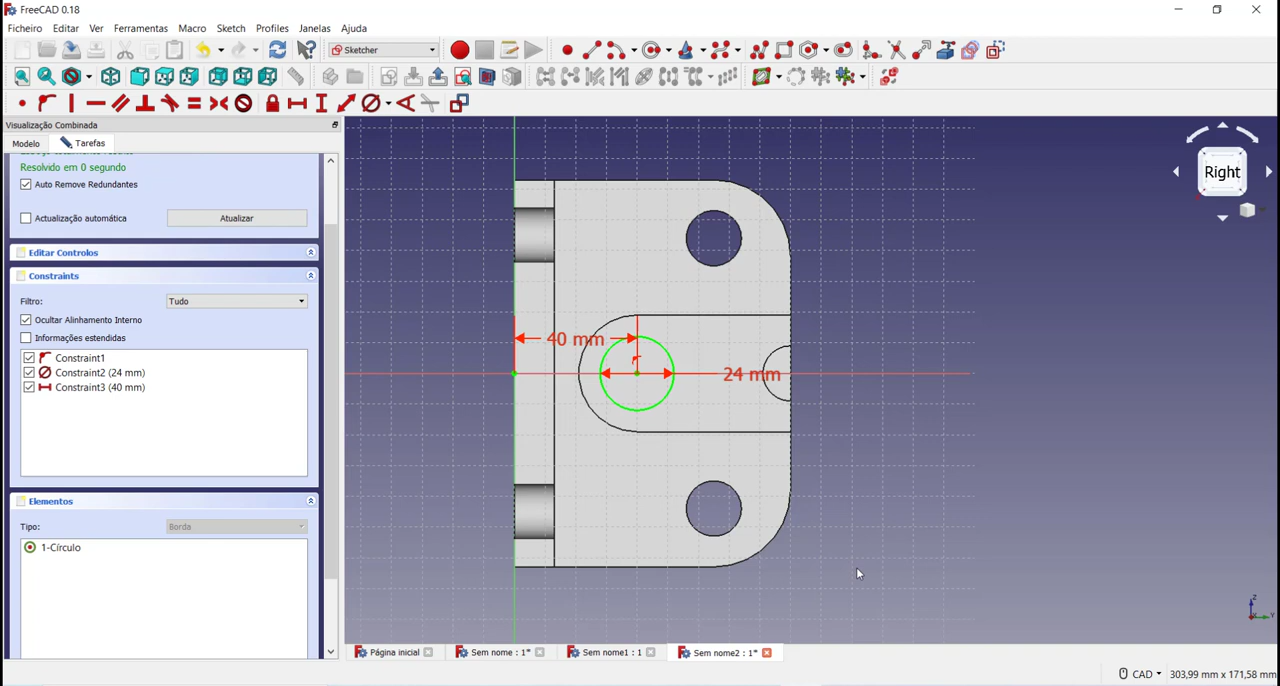 FreeCAD 0.18
Ficheiro Editar Ver Ferramentas Macro Sketch Profiles Janelas Ajuda
Sketcher
Visualização Combinada
Modelo Tarefas
Resolvido em 0 segundo
Auto Remove Redundantes
Actualização automática Atualizar
Editar Controlos
Constraints
Filtro: Tudo
Ocultar Alinhamento Interno
Informações estendidas
Constraint1
Constraint2 (24 mm)
Constraint3 (40 mm)
Elementos
Tipo: Borda
1-Círculo
40 mm
24 mm
Right
Z
Y
Página inicial Sem nome : 1* Sem nome1 : 1 Sem nome2 : 1*
CAD 303,99 mm x 171,58 mm